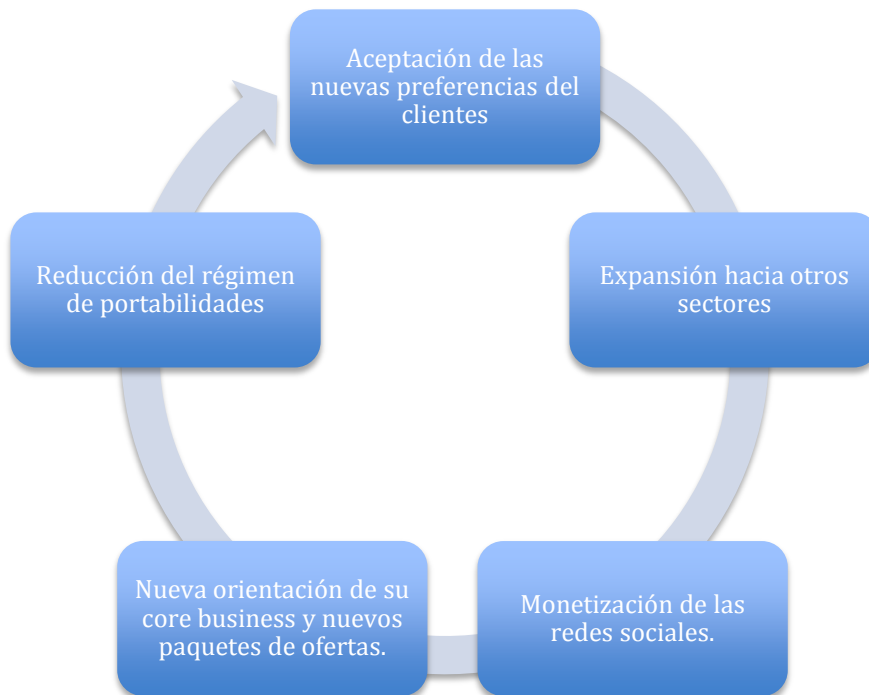 Aceptación de las
nuevas preferencias del
clientes
Expansión hacia otros
sectores
Monetización de las
redes sociales.
Nueva orientación de su
core business y nuevos
paquetes de ofertas.
Reducción del régimen
de portabilidades